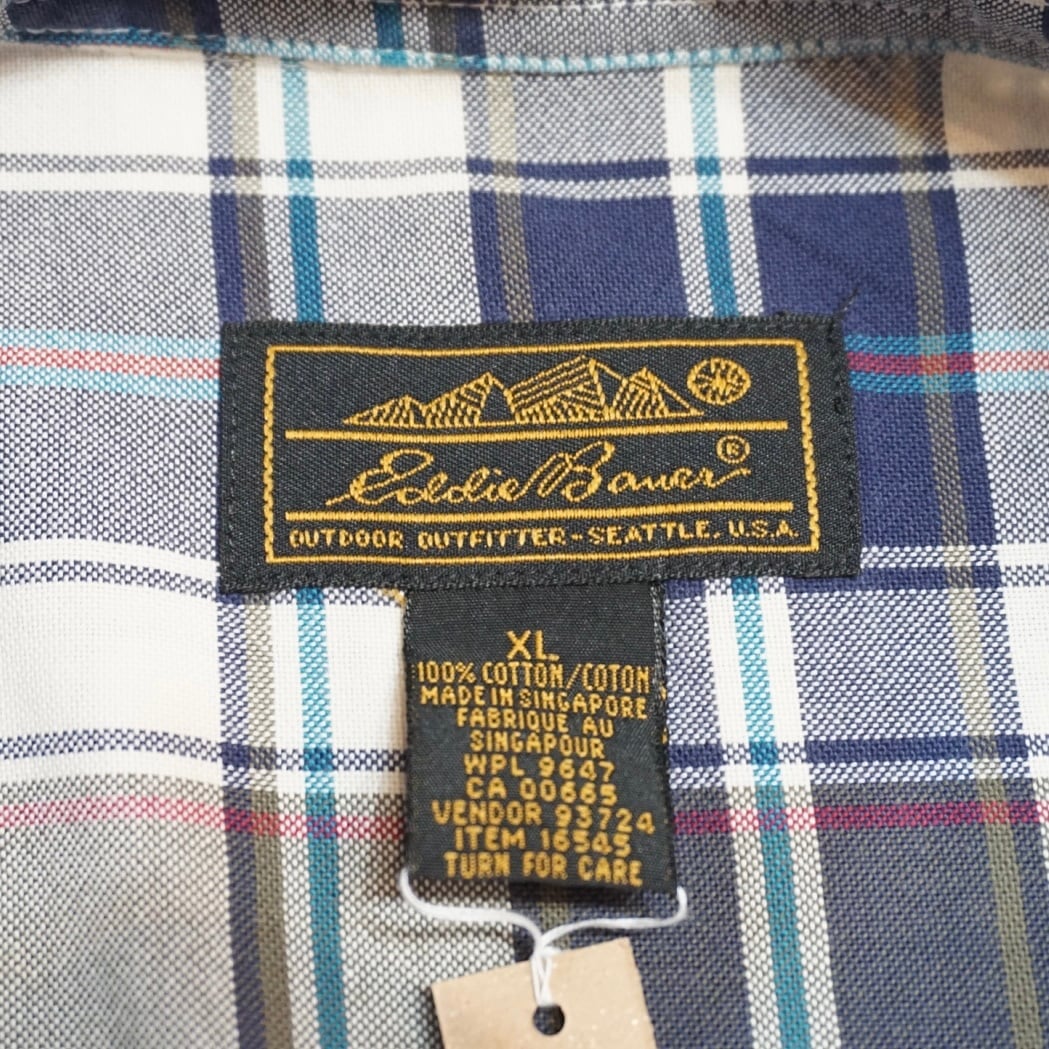 Eddie Bauer®
OUTDOOR OUTFITTER-SEATTLE, U.S.A.
XL
100% COTTON/COTON
MADE IN SINGAPORE
FABRIQUE AU
SINGAPOUR
WPL 9647
CA 00665
VENDOR 93724
ITEM 16545
TURN FOR CARE